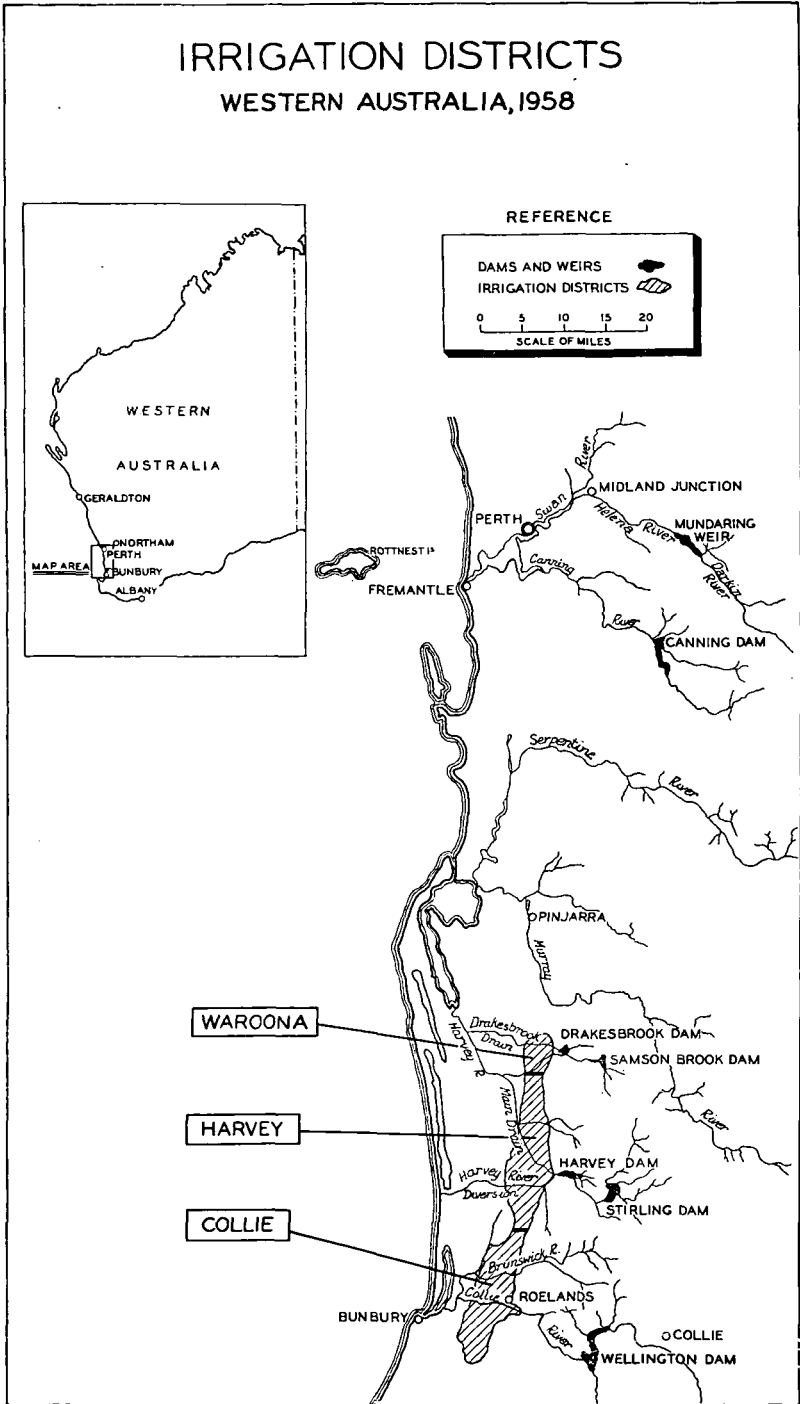 IRRIGATION DISTRICTS
WESTERN AUSTRALIA, 1958
REFERENCE
DAMS AND WEIRS
IRRIGATION DISTRICTS
0 5 10 15 20
SCALE OF MILES
WESTERN
AUSTRALIA
GERALDTON
NORTHAM
PERTH
MAP AREA
BUNBURY
ALBANY
ROTTNEST IS
River
Swan
MIDLAND JUNCTION
PERTH
Helena River
MUNDARING
WEIR
Darkin
River
Canning
River
FREMANTLE
CANNING DAM
Serpentine
River
PINJARRA
Murray
River
WAROONA
Drakesbrook
Drain
Harvey R.
DRAKESBROOK DAM
SAMSON BROOK DAM
Main Drain
HARVEY
HARVEY DAM
Harvey River
Diversion
STIRLING DAM
COLLIE
Brunswick R.
Collie
River
ROELANDS
BUNBURY
COLLIE
WELLINGTON DAM